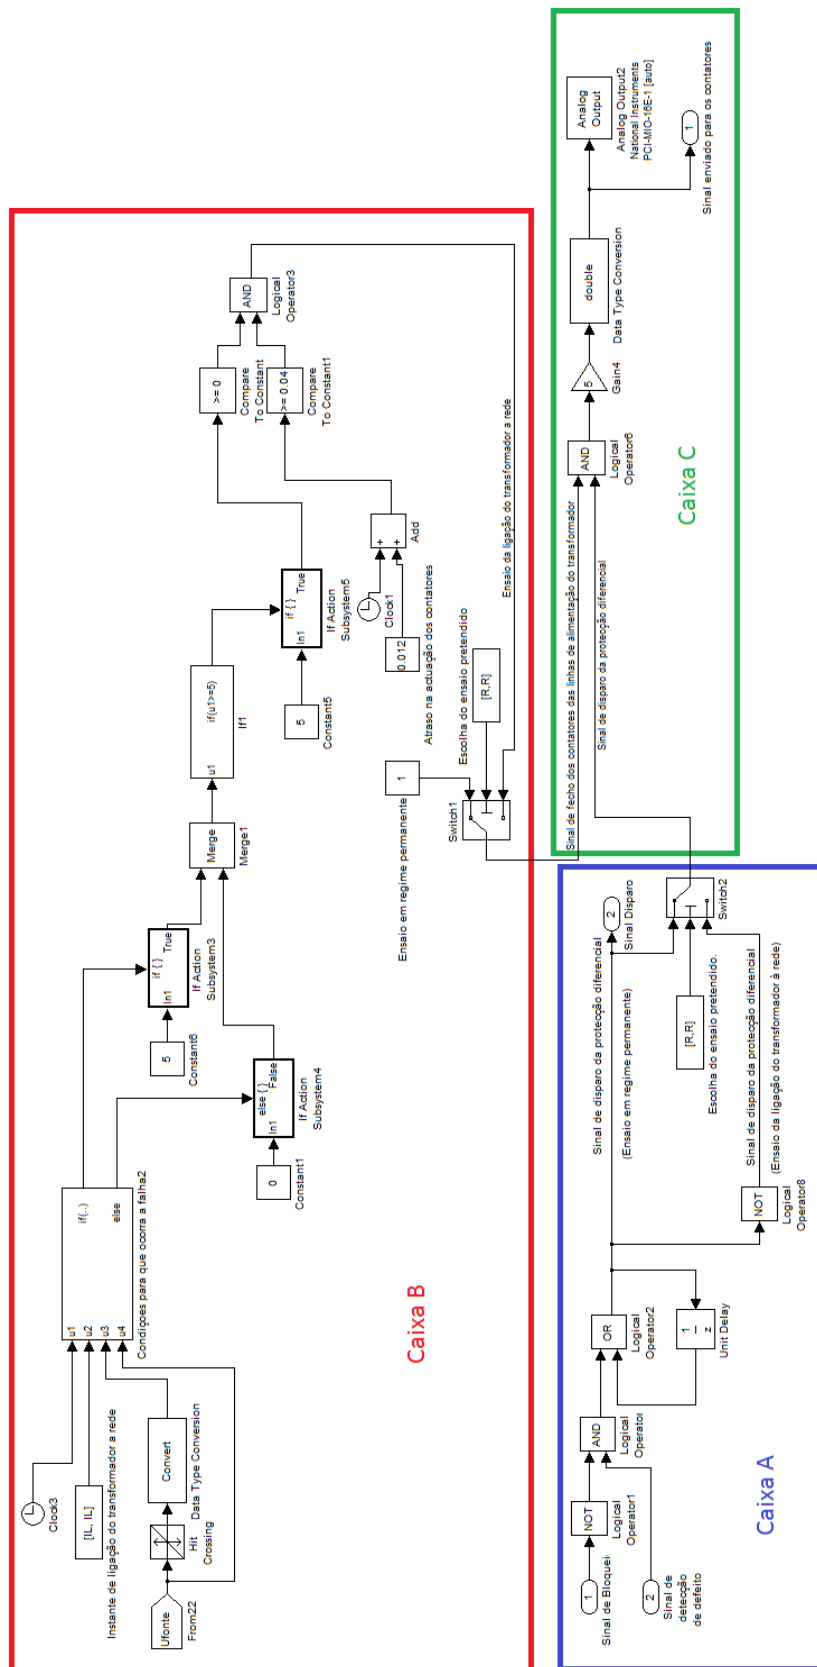 Clock3
[IL, IL]
Instante de ligação do transformador a rede
Ufonte
From22
Hit
Crossing
Convert
Data Type Conversion
u1
u2
u3
u4
if(..)
else
Condições para que ocorra a falha2
0
Constant1
In1
else { }
False
If Action
Subsystem4
5
Constant6
In1
if { }
True
If Action
Subsystem3
Merge
Merge1
u1
if(u1>=5)
If1
5
Constant5
In1
if { }
True
If Action
Subsystem5
Clock1
0.012
Atraso na actuação dos contatores
+
+
Add
>= 0
Compare
To Constant
>= 0.04
Compare
To Constant1
AND
Logical
Operator3
Ensaio da ligação do transformador a rede
Ensaio em regime permanente
1
Escolha do ensaio pretendido
[R,R]
Switch1
Caixa B
1
Sinal de Bloquei
2
Sinal de
detecção
de defeito
NOT
Logical
Operator1
AND
Logical
Operator
OR
Logical
Operator2
1
z
Unit Delay
NOT
Logical
Operator8
Sinal de disparo da protecção diferencial
(Ensaio em regime permanente)
2
Sinal Disparo
Escolha do ensaio pretendido.
[R,R]
Switch2
Sinal de disparo da protecção diferencial
(Ensaio da ligação do transformador à rede)
Caixa A
Sinal de fecho dos contatores das linhas de alimentação do transformador
Sinal de disparo da protecção diferencial
AND
Logical
Operator6
5
Gain4
double
Data Type Conversion
Analog
Output
Analog Output2
National Instruments
PCI-MIO-16E-1 [auto]
1
Sinal enviado para os contatores
Caixa C